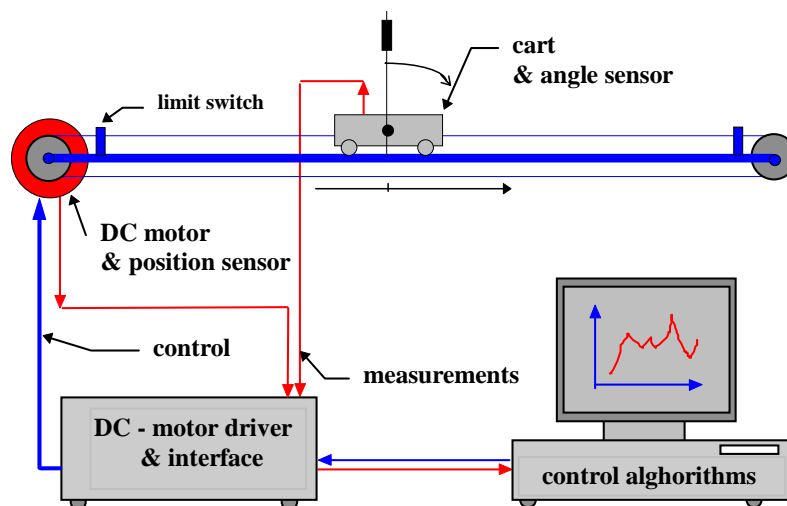 cart
& angle sensor
limit switch
DC motor
& position sensor
control
measurements
DC - motor driver
& interface
control alghorithms